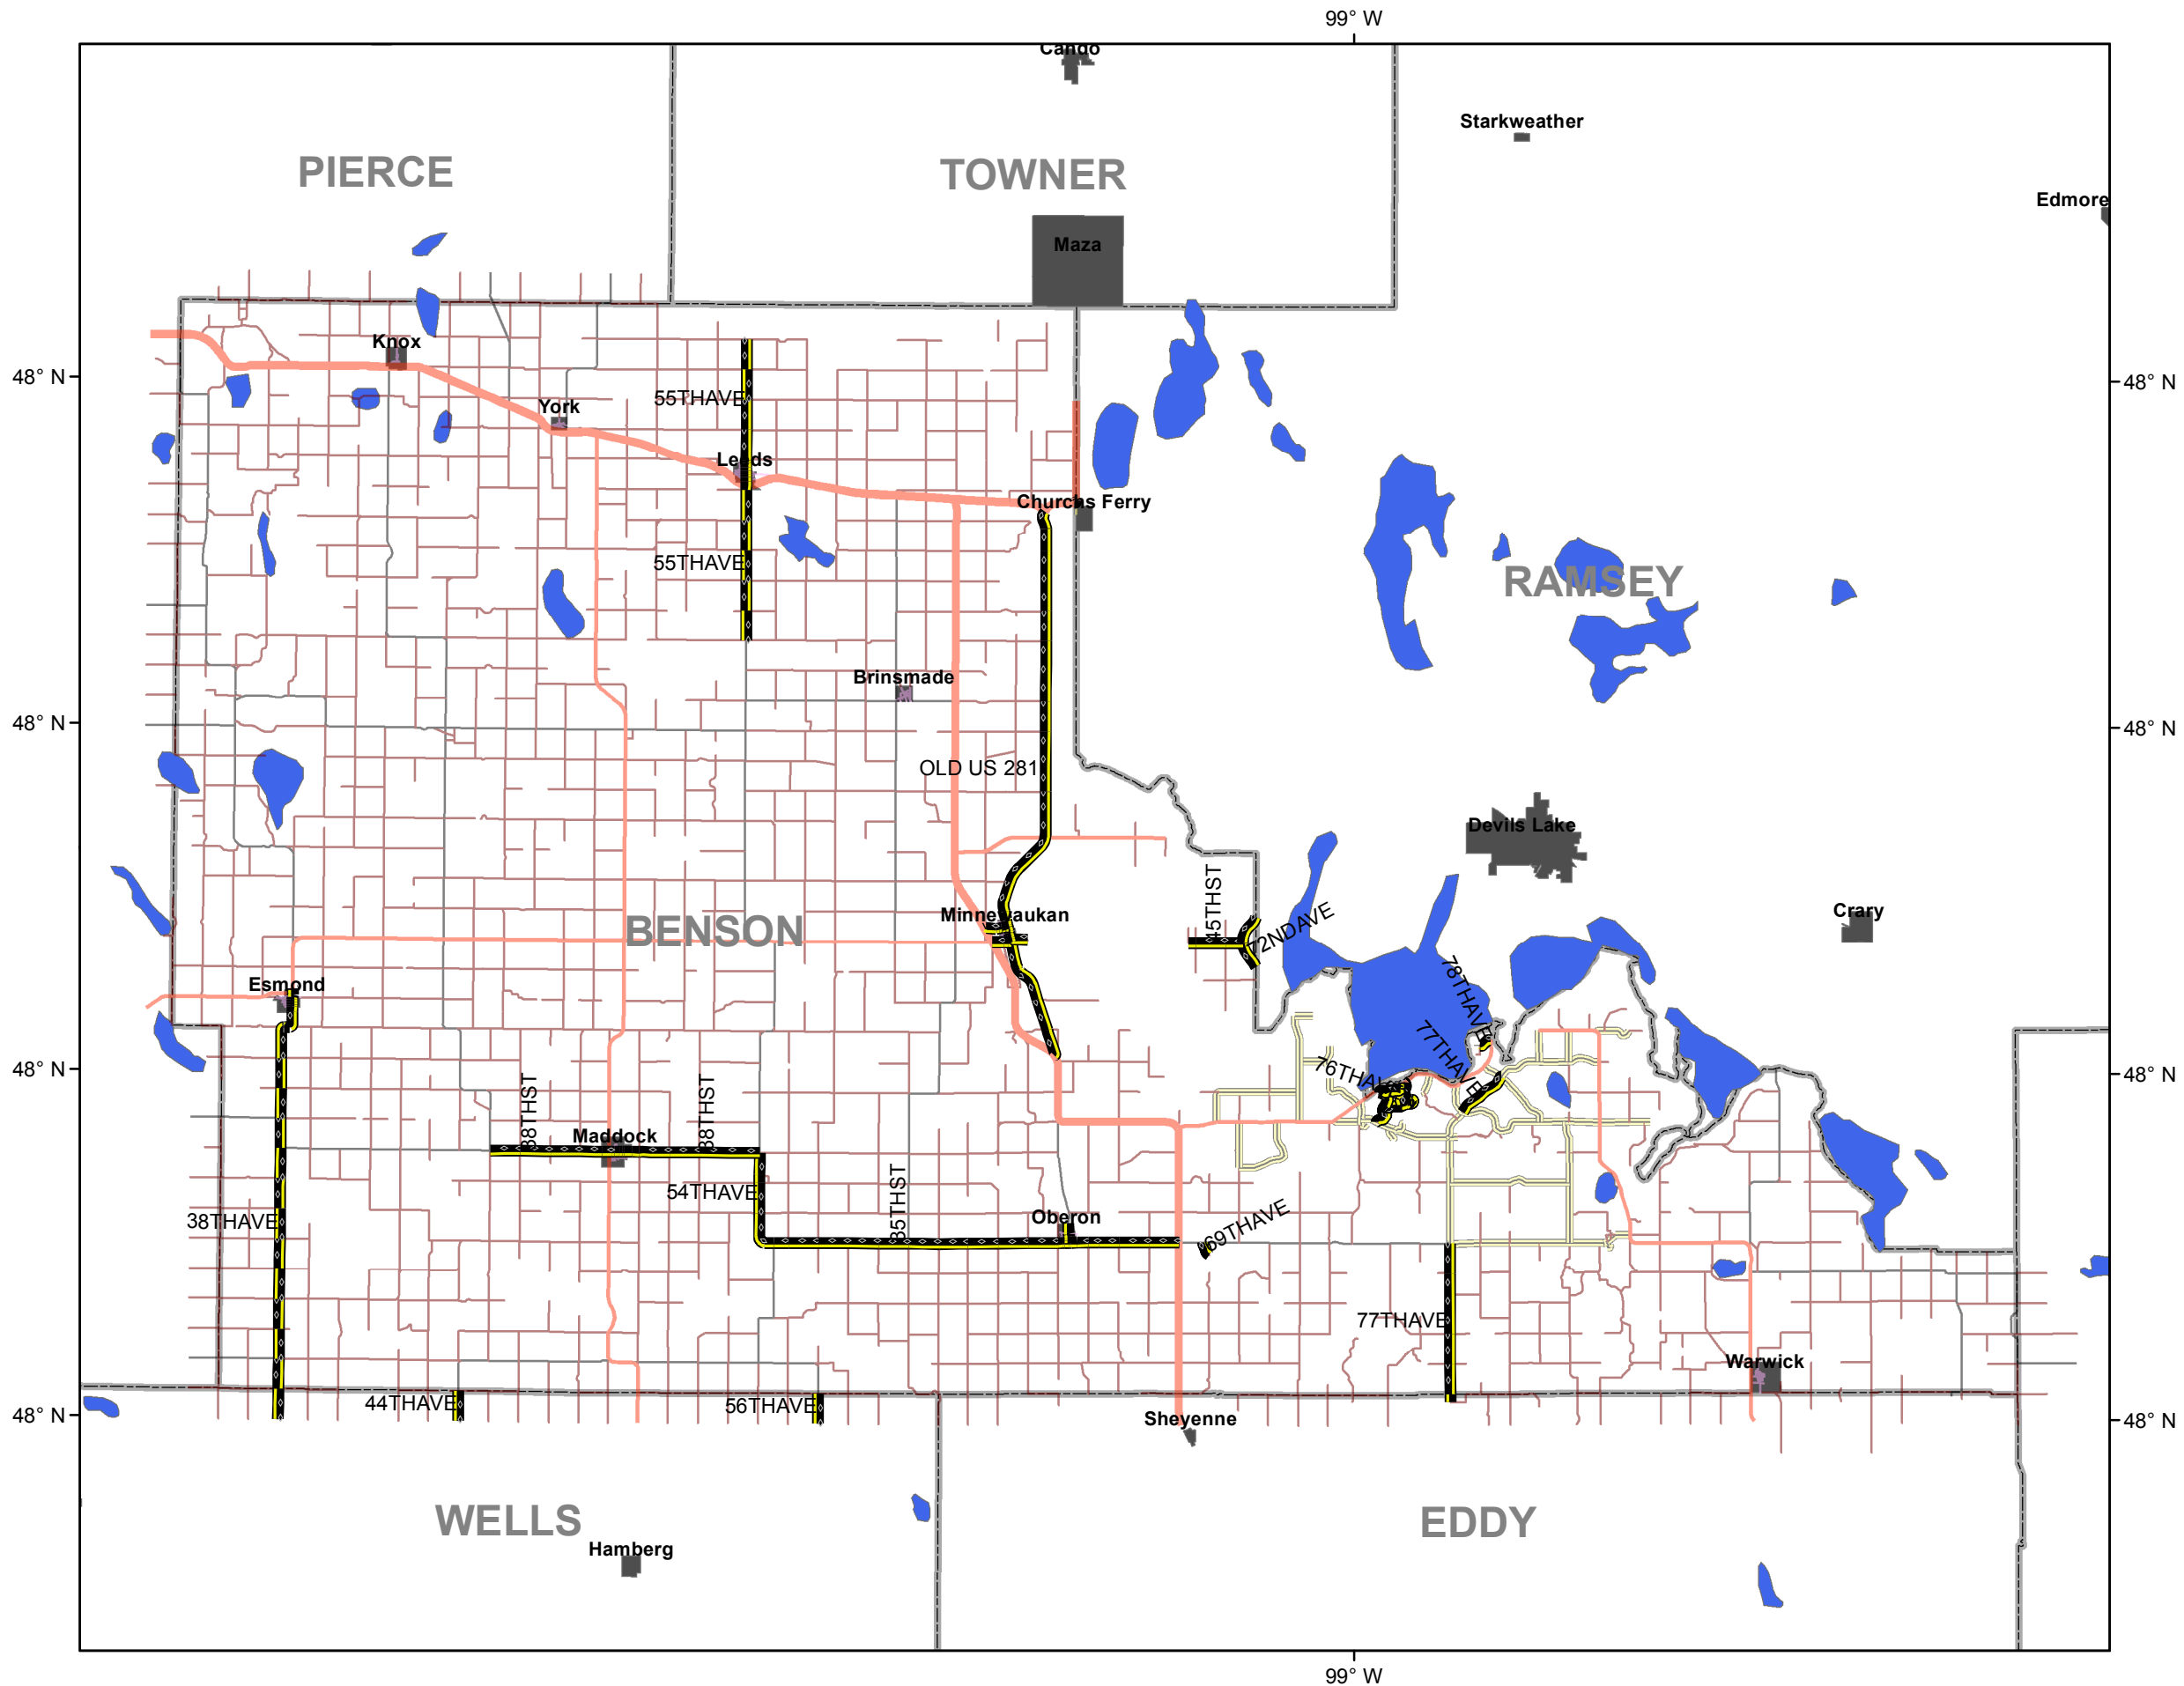 99° W
Cando
Starkweather
PIERCE
TOWNER
Edmore
Maza
Knox
48° N
48° N
55THAVE
York
Leeds
Churchs Ferry
55THAVE
RAMSEY
Brinsmade
48° N
48° N
OLD US 281
Devils Lake
45THST
Minnewaukan
72NDAVE
Crary
BENSON
Esmond
78THAVE
77THAVE
48° N
48° N
76THAVE
38THST
38THST
Maddock
54THAVE
35THST
Oberon
69THAVE
38THAVE
77THAVE
Warwick
44THAVE
56THAVE
48° N
48° N
Sheyenne
WELLS
EDDY
Hamberg
99° W